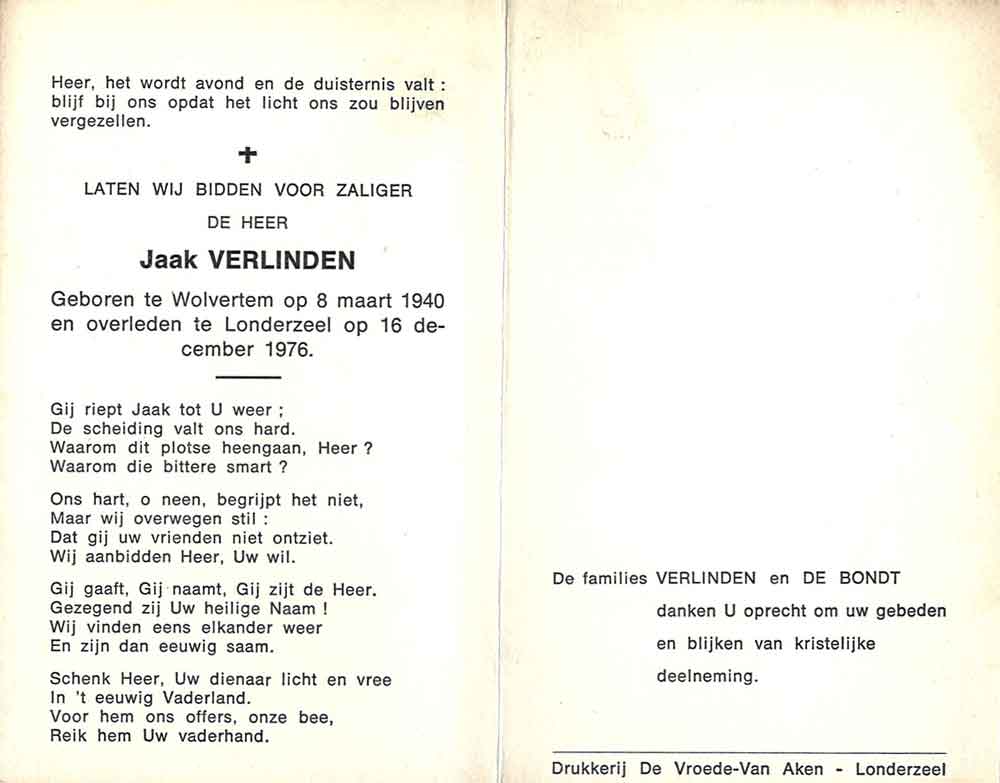 Heer, het wordt avond en de duisternis valt :
blijf bij ons opdat het licht ons zou blijven
vergezellen.
LATEN WIJ BIDDEN VOOR ZALIGER
DE HEER
Jaak VERLINDEN
Geboren te Wolvertem op 8 maart 1940
en overleden te Londerzeel op 16 de-
cember 1976.
Gij riept Jaak tot U weer ;
De scheiding valt ons hard.
Waarom dit plotse heengaan, Heer ?
Waarom die bittere smart ?
Ons hart, o neen, begrijpt het niet,
Maar wij overwegen stil :
Dat gij uw vrienden niet ontziet.
Wij aanbidden Heer, Uw wil.
Gij gaaft, Gij naamt, Gij zijt de Heer.
Gezegend zij Uw heilige Naam !
Wij vinden eens elkander weer
En zijn dan eeuwig saam.
Schenk Heer, Uw dienaar licht en vree
In 't eeuwig Vaderland.
Voor hem ons offers, onze bee,
Reik hem Uw vaderhand.
De families VERLINDEN en DE BONDT
danken U oprecht om uw gebeden
en blijken van kristelijke
deelneming.
Drukkerij De Vroede-Van Aken - Londerzeel